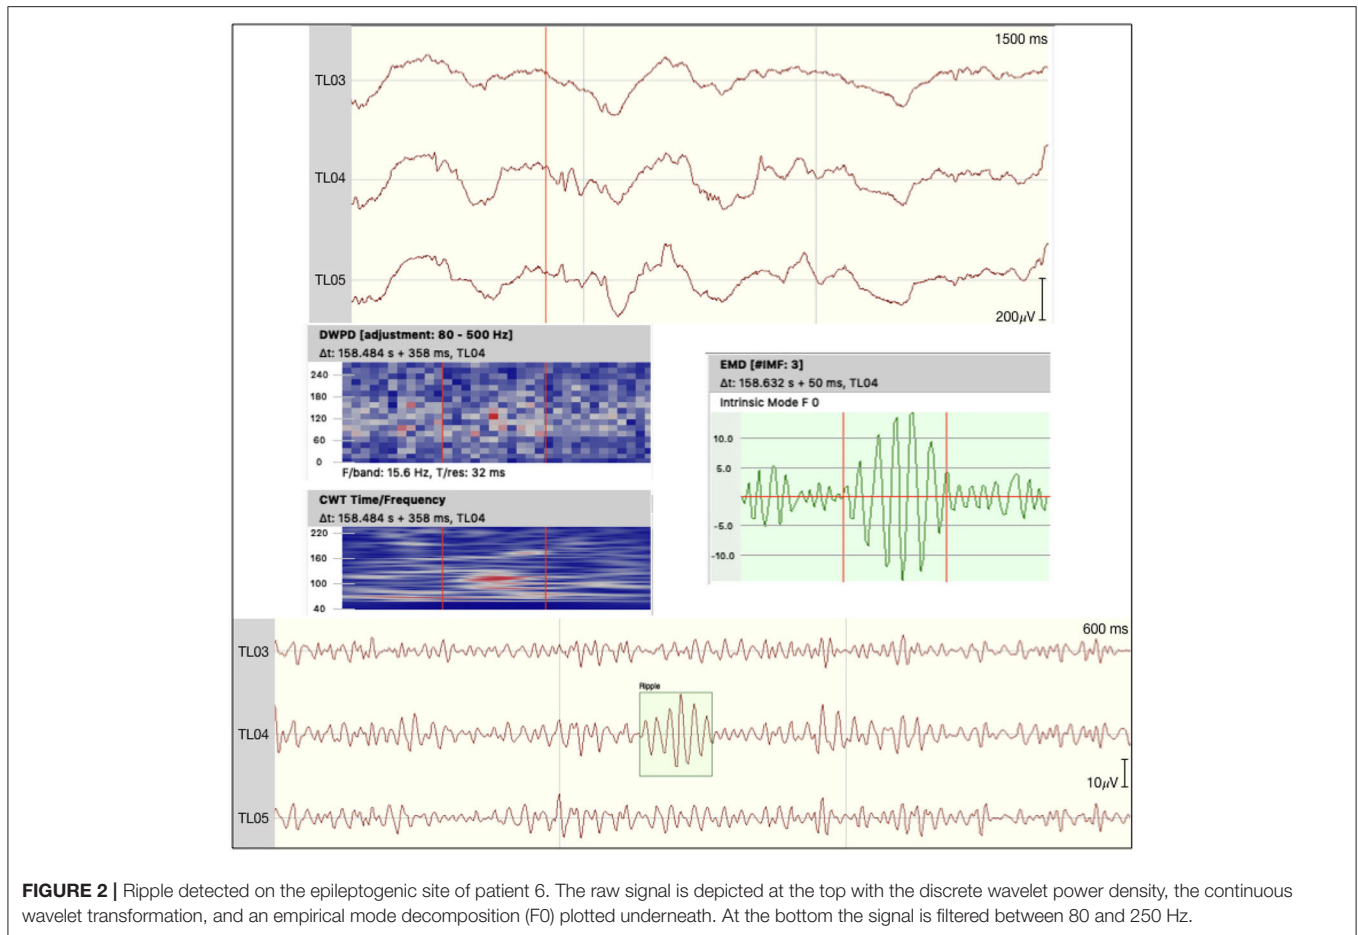 1500 ms
TL03
TL04
TL05
200μV
DWPD [adjustment: 80 - 500 Hz]
Δt: 158.484 s + 358 ms, TL04
240
180
120
60
0
F/band: 15.6 Hz, T/res: 32 ms
CWT Time/Frequency
Δt: 158.484 s + 358 ms, TL04
220
160
100
40
EMD [#IMF: 3]
Δt: 158.632 s + 50 ms, TL04
Intrinsic Mode F 0
10.0
5.0
-5.0
-10.0
600 ms
TL03
Ripple
TL04
10μV
TL05
FIGURE 2 | Ripple detected on the epileptogenic site of patient 6. The raw signal is depicted at the top with the discrete wavelet power density, the continuous
wavelet transformation, and an empirical mode decomposition (F0) plotted underneath. At the bottom the signal is filtered between 80 and 250 Hz.